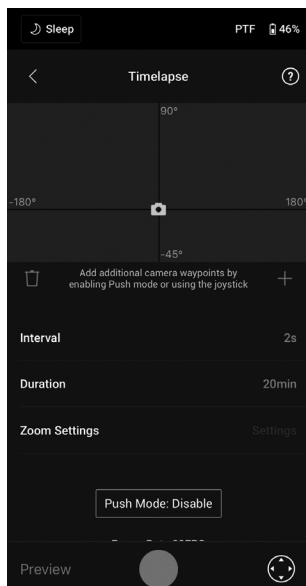 Sleep PTF 46%
Timelapse ?
90°
-180° 180°
-45°
Add additional camera waypoints by
enabling Push mode or using the joystick
Interval 2s
Duration 20min
Zoom Settings Settings
Push Mode: Disable
Preview